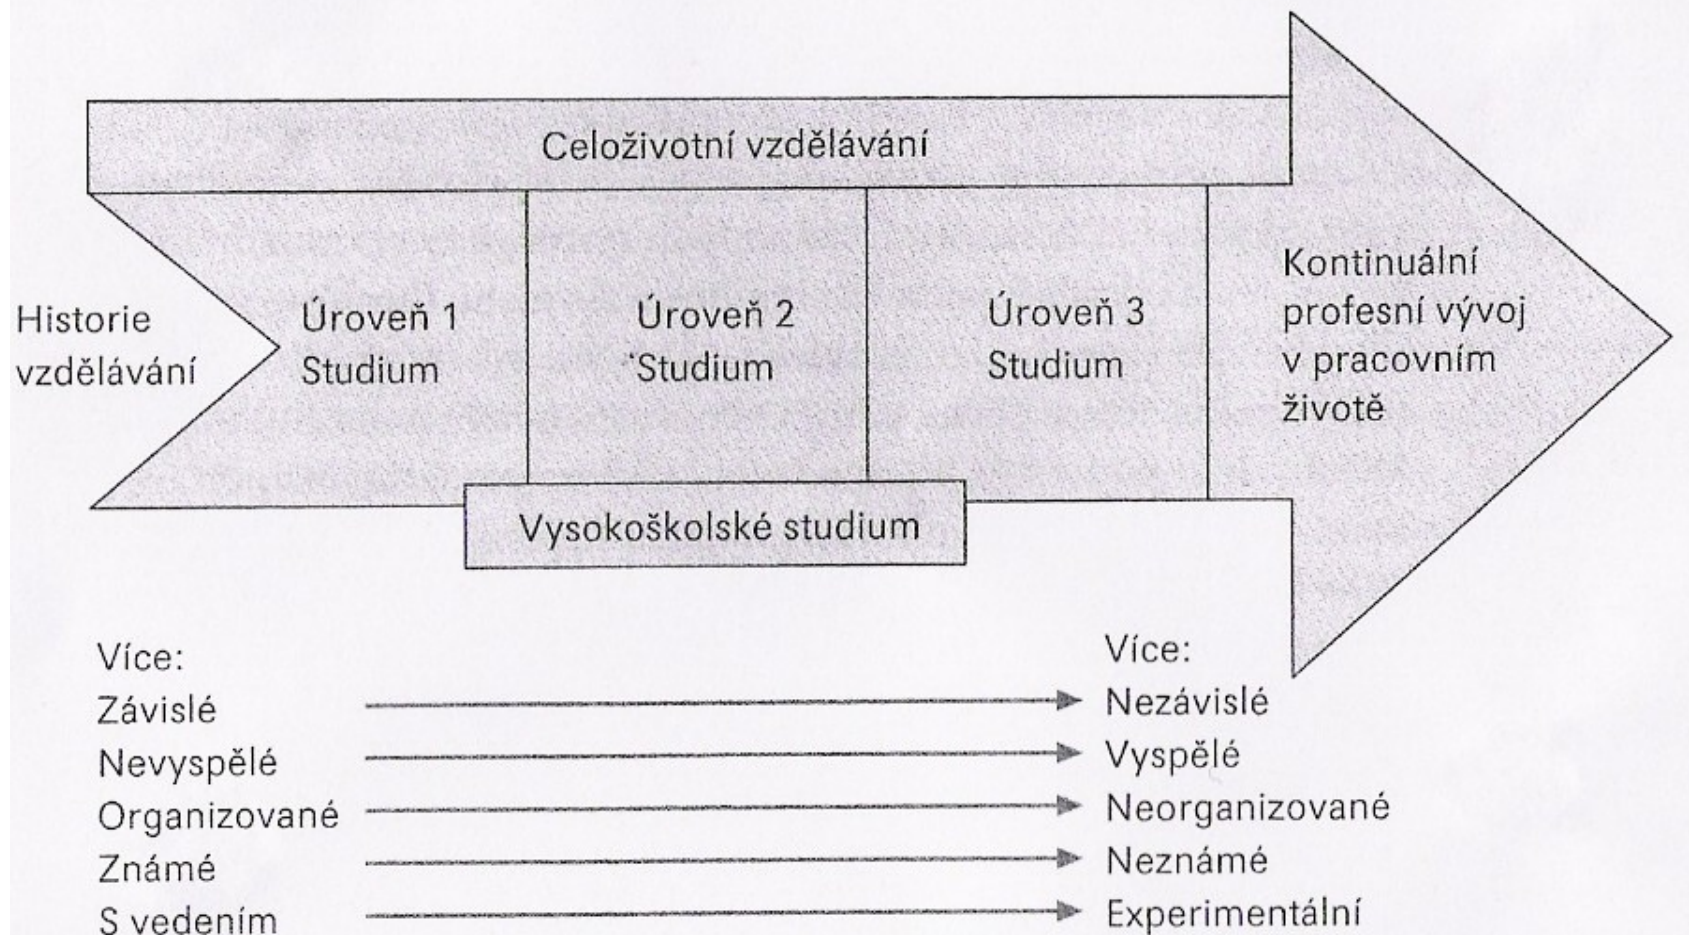 Celoživotní vzdělávání
Historie
vzdělávání
Úroveň 1
Studium
Úroveň 2
Studium
Úroveň 3
Studium
Kontinuální
profesní vývoj
v pracovním
životě
Vysokoškolské studium
Více:
Závislé
Nevyspělé
Organizované
Známé
S vedením
Více:
Nezávislé
Vyspělé
Neorganizované
Neznámé
Experimentální